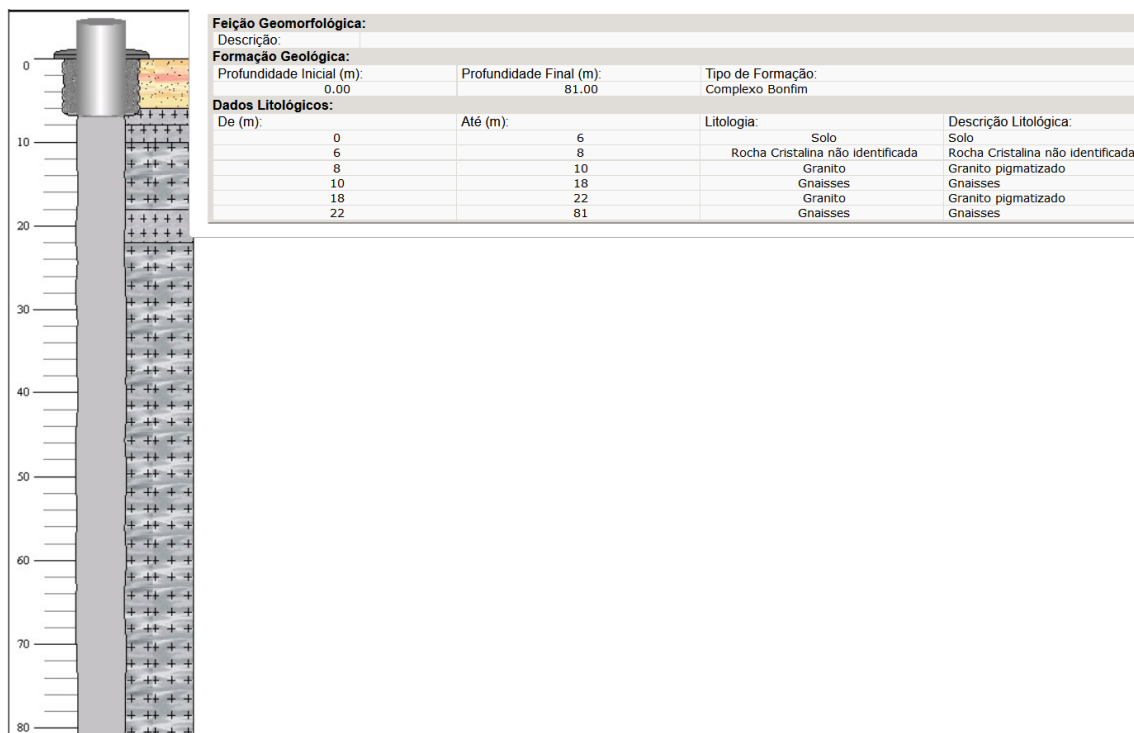 Feição Geomorfológica:
Descrição:
Formação Geológica:
Profundidade Inicial (m): Profundidade Final (m): Tipo de Formação:
0.00 81.00 Complexo Bonfim
Dados Litológicos:
De (m): Até (m): Litologia: Descrição Litológica:
0 6 Solo Solo
6 8 Rocha Cristalina não identificada Rocha Cristalina não identificada
8 10 Granito Granito pigmatizado
10 18 Gnaisses Gnaisses
18 22 Granito Granito pigmatizado
22 81 Gnaisses Gnaisses
0
10
20
30
40
50
60
70
80